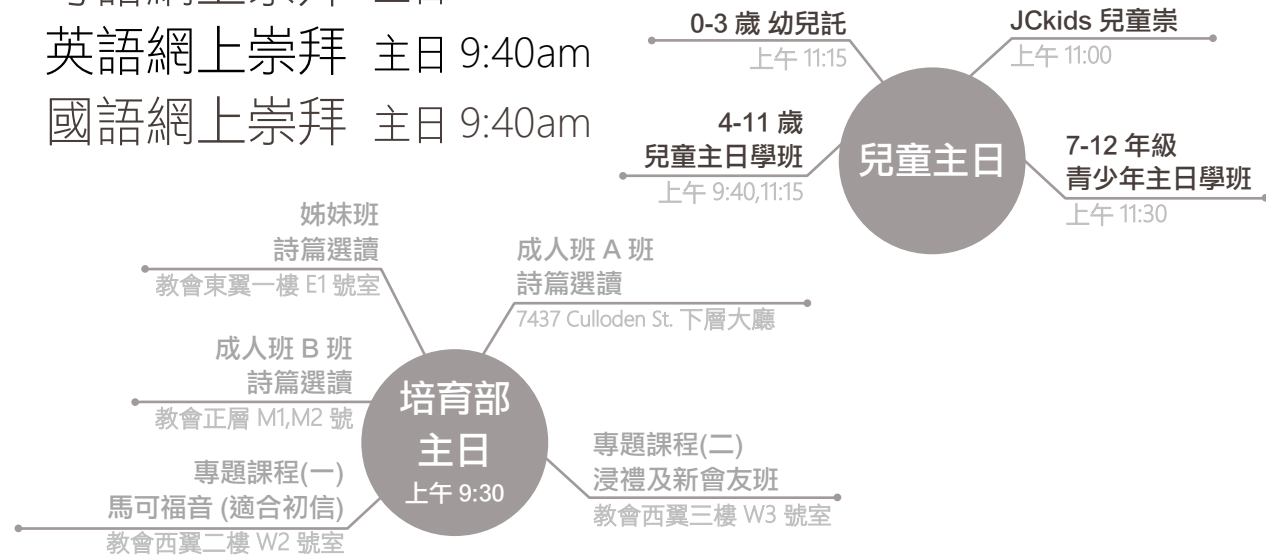 英語網上崇拜 主日 9:40am
國語網上崇拜 主日 9:40am
0-3 歲 幼兒託
上午 11:15
JCkids 兒童崇
上午 11:00
4-11 歲
兒童主日學班
上午 9:40,11:15
兒童主日
7-12 年級
青少年主日學班
上午 11:30
姊妹班
詩篇選讀
教會東翼一樓 E1 號室
成人班 A 班
詩篇選讀
7437 Culloden St. 下層大廳
成人班 B 班
詩篇選讀
教會正層 M1,M2 號
培育部
主日
上午 9:30
專題課程(一)
馬可福音 (適合初信)
教會西翼二樓 W2 號室
專題課程(二)
浸禮及新會友班
教會西翼三樓 W3 號室